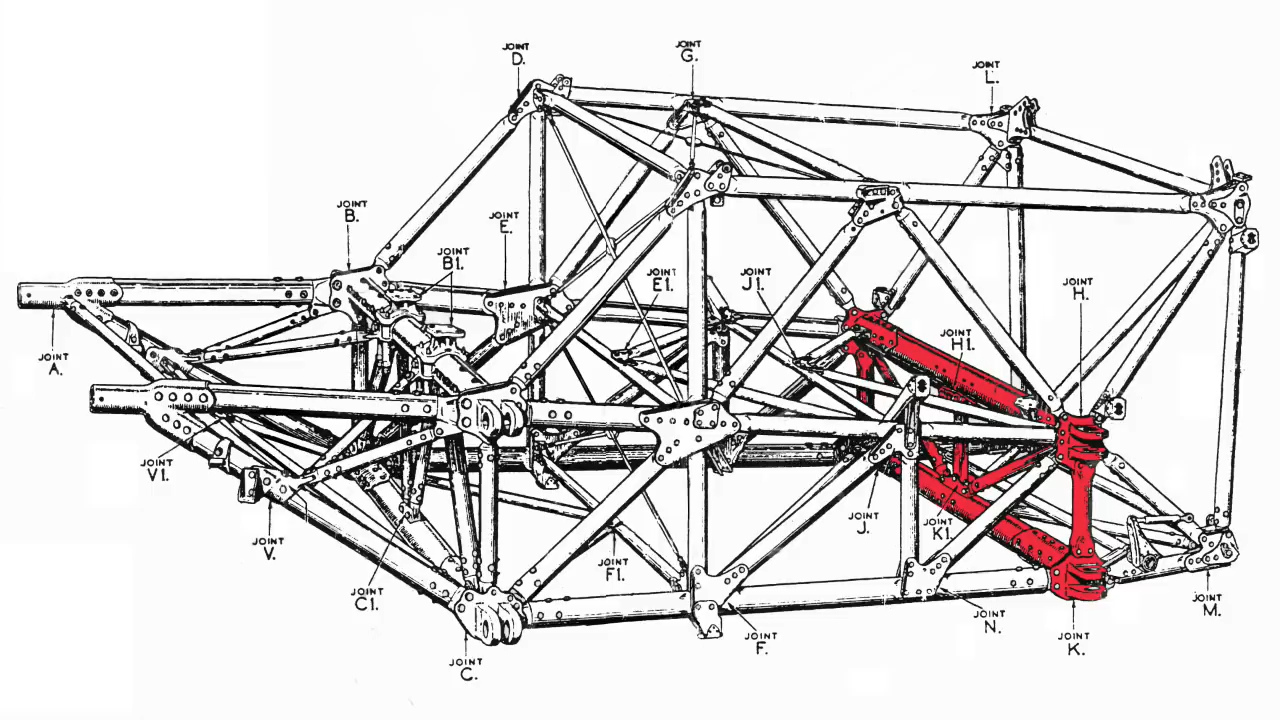 JOINT
D.
JOINT
G.
JOINT
L.
JOINT
B.
JOINT
E.
JOINT
B1.
JOINT
E1.
JOINT
J1.
JOINT
H.
JOINT
H1.
JOINT
A.
JOINT
V1.
JOINT
V.
JOINT
C1.
JOINT
F1.
JOINT
J.
JOINT
K1.
JOINT
C.
JOINT
F.
JOINT
N.
JOINT
K.
JOINT
M.